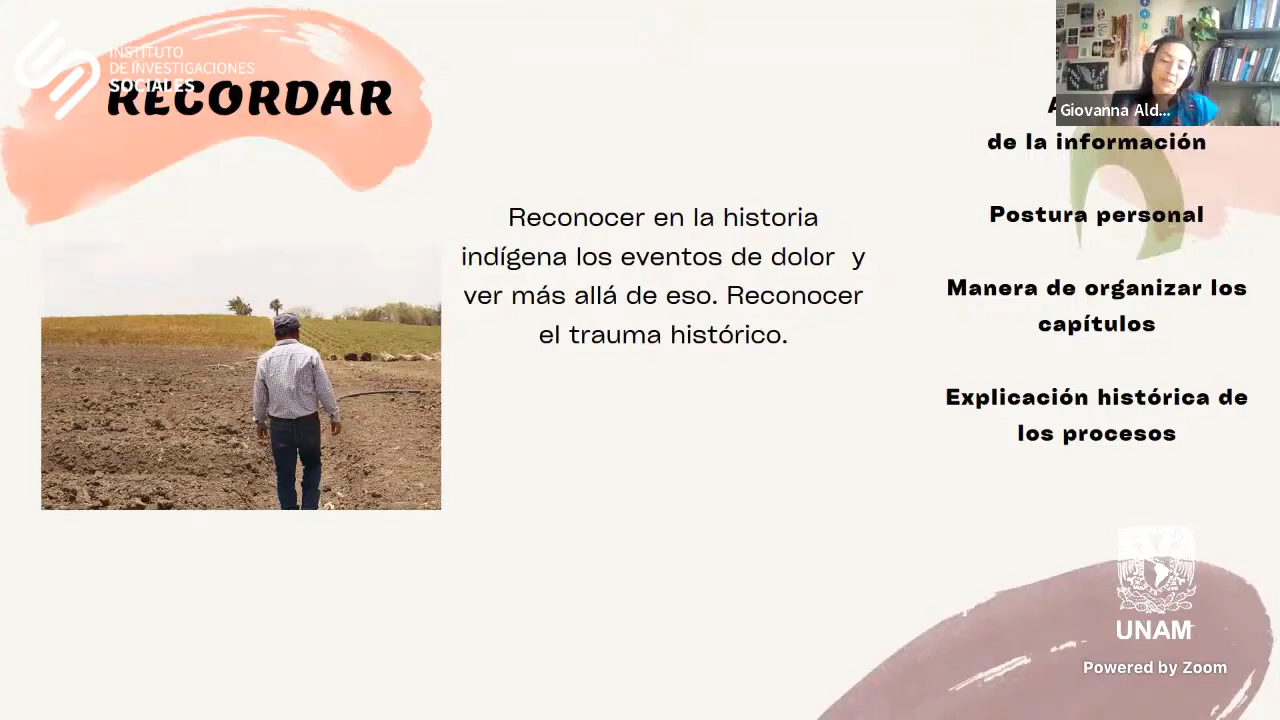 INSTITUTO
DE INVESTIGACIONES
SOCIALES
RECORDAR
Giovanna Ald...
de la información
Postura personal
Manera de organizar los
capítulos
Explicación histórica de
los procesos
Reconocer en la historia
indígena los eventos de dolor y
ver más allá de eso. Reconocer
el trauma histórico.
UNAM
Powered by Zoom